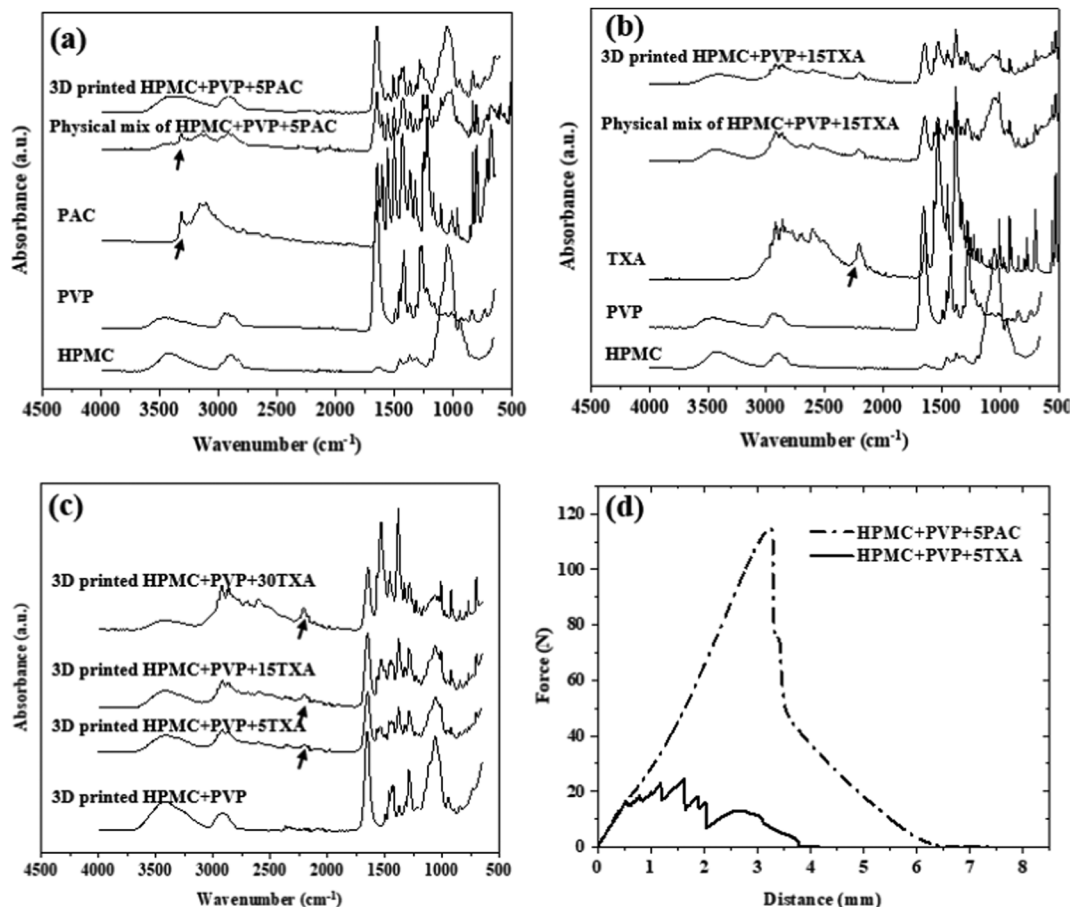 (a)
3D printed HPMC+PVP+5PAC
Physical mix of HPMC+PVP+5PAC
PAC
PVP
HPMC
Absorbance (a.u.)
4500 4000 3500 3000 2500 2000 1500 1000 500
Wavenumber (cm-1)
(b)
3D printed HPMC+PVP+15TXA
Physical mix of HPMC+PVP+15TXA
TXA
PVP
HPMC
Absorbance (a.u.)
4500 4000 3500 3000 2500 2000 1500 1000 500
Wavenumber (cm-1)
(c)
3D printed HPMC+PVP+30TXA
3D printed HPMC+PVP+15TXA
3D printed HPMC+PVP+5TXA
3D printed HPMC+PVP
Absorbance (a.u.)
4500 4000 3500 3000 2500 2000 1500 1000 500
Wavenumber (cm-1)
(d)
HPMC+PVP+5PAC
HPMC+PVP+5TXA
120
100
80
60
40
20
0
Force (N)
0 1 2 3 4 5 6 7 8
Distance (mm)